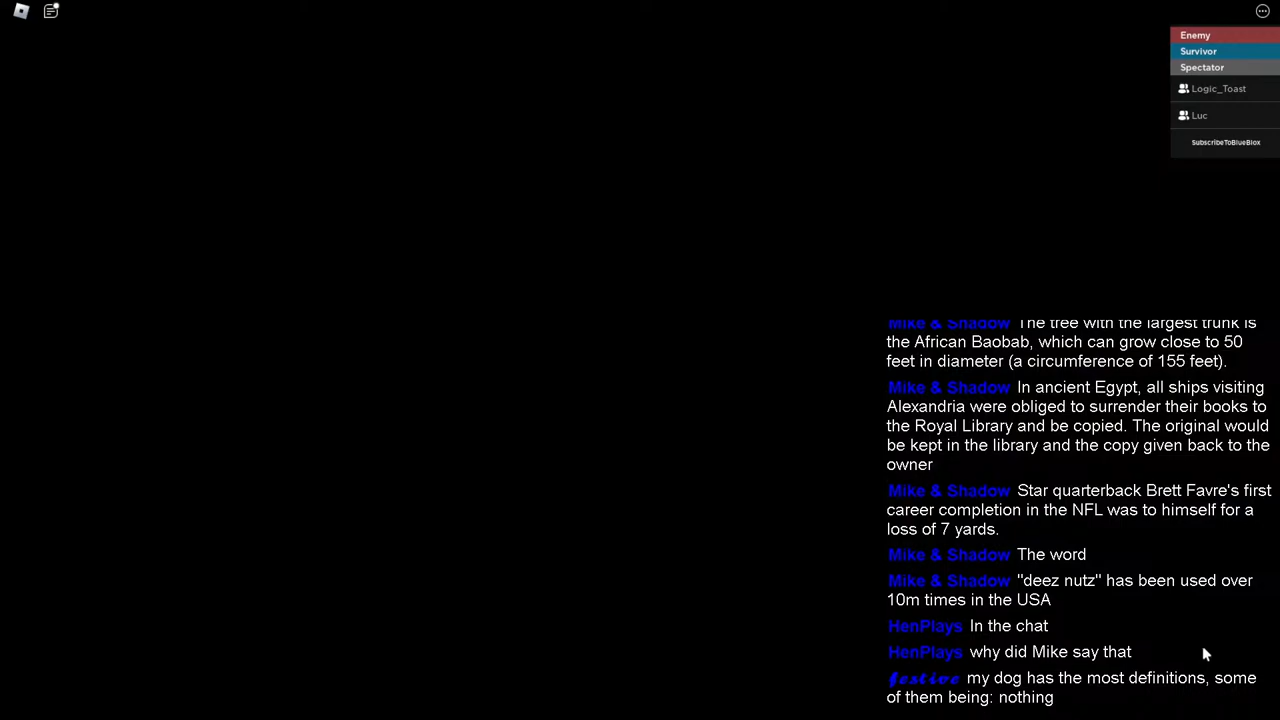 Enemy
Survivor
Spectator
Logic_Toast
Luc
SubscribeToBlueBlox
Mike & Shadow The tree with the largest trunk is
the African Baobab, which can grow close to 50
feet in diameter (a circumference of 155 feet).
Mike & Shadow In ancient Egypt, all ships visiting
Alexandria were obliged to surrender their books to
the Royal Library and be copied. The original would
be kept in the library and the copy given back to the
owner
Mike & Shadow Star quarterback Brett Favre's first
career completion in the NFL was to himself for a
loss of 7 yards.
Mike & Shadow The word
Mike & Shadow "deez nutz" has been used over
10m times in the USA
HenPlays In the chat
HenPlays why did Mike say that
festive my dog has the most definitions, some
of them being: nothing